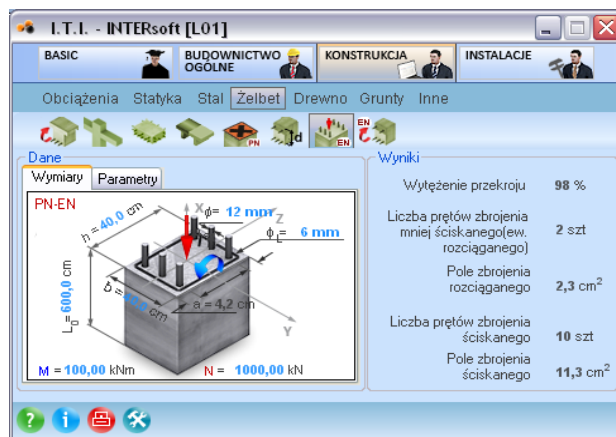 I.T.I. - INTERsoft [L01]
BASIC
BUDOWNICTWO
OGÓLNE
KONSTRUKCJA
INSTALACJE
Obciążenia Statyka Stal Żelbet Drewno Grunty Inne
PN
d
EN
EN
Dane
Wymiary Parametry
PN-EN
h = 40,0 cm
X
ϕ= 12 mm
Z
ϕL= 6 mm
L0 = 600,0 cm
b = cm
a = 4,2 cm
Y
M = 100,00 kNm N = 1000,00 kN
Wyniki
Wytężenie przekroju 98 %
Liczba prętów zbrojenia
mniej ściskanego(ew. 2 szt
rozciąganego)
Pole zbrojenia
rozciąganego 2,3 cm²
Liczba prętów zbrojenia
ściskanego 10 szt
Pole zbrojenia
ściskanego 11,3 cm²